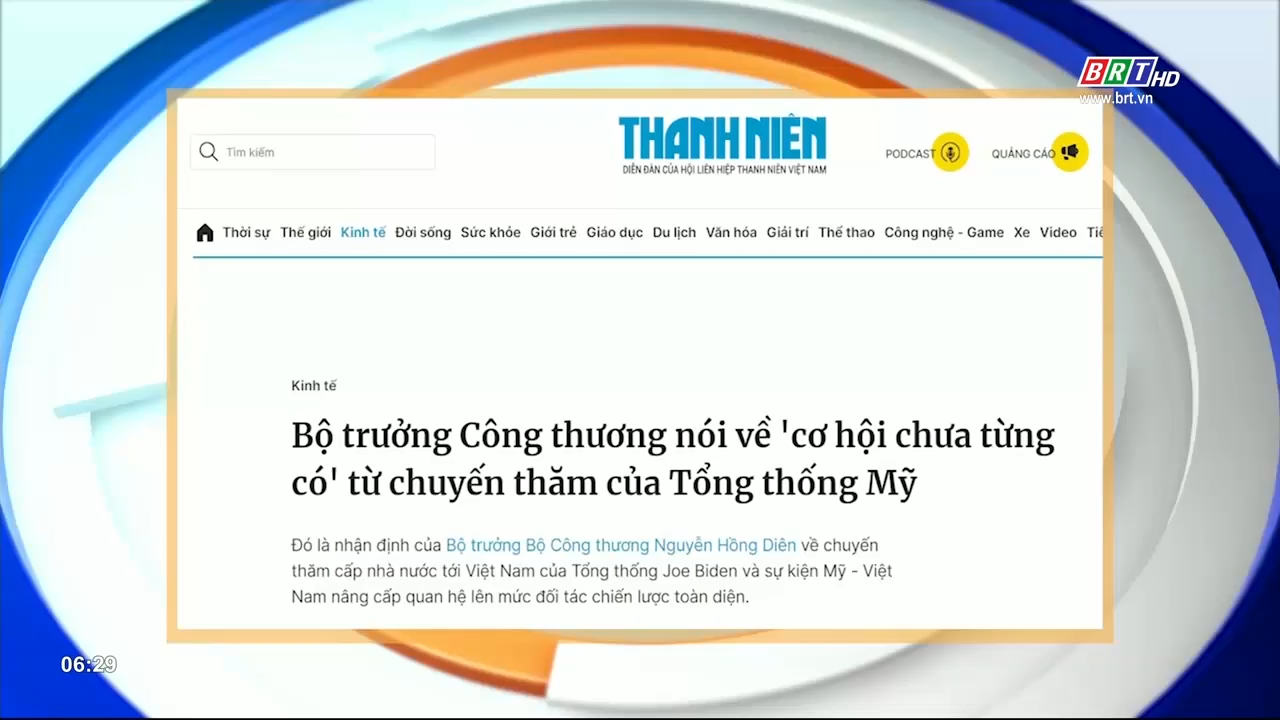 BRT HD
www.brt.vn
Tìm kiếm
THANH NIÊN
DIỄN ĐÀN CỦA HỘI LIÊN HIỆP THANH NIÊN VIỆT NAM
PODCAST
QUẢNG CÁO
Thời sự Thế giới Kinh tế Đời sống Sức khỏe Giới trẻ Giáo dục Du lịch Văn hóa Giải trí Thể thao Công nghệ - Game Xe Video
Kinh tế
Bộ trưởng Công thương nói về 'cơ hội chưa từng
có' từ chuyến thăm của Tổng thống Mỹ
Đó là nhận định của Bộ trưởng Bộ Công thương Nguyễn Hồng Diên về chuyến
thăm cấp nhà nước tới Việt Nam của Tổng thống Joe Biden và sự kiện Mỹ - Việt
Nam nâng cấp quan hệ lên mức đối tác chiến lược toàn diện.
06:29